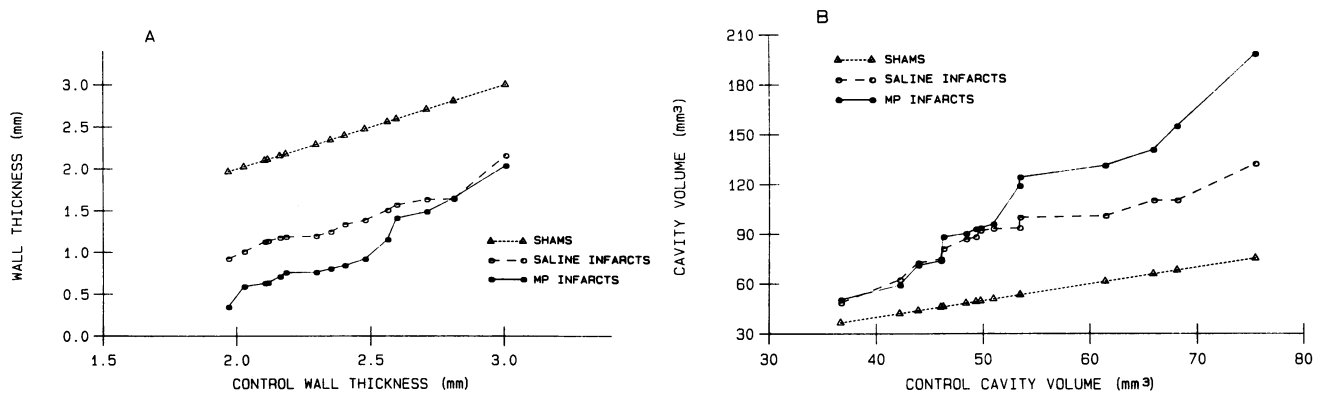 A
WALL THICKNESS (mm)
3.0
2.5
2.0
1.5
1.0
0.5
0.0
SHAMS
SALINE INFARCTS
MP INFARCTS
1.5 2.0 2.5 3.0
CONTROL WALL THICKNESS (mm)
B
CAVITY VOLUME (mm³)
210
180
150
120
90
60
30
SHAMS
SALINE INFARCTS
MP INFARCTS
30 40 50 60 70 80
CONTROL CAVITY VOLUME (mm³)